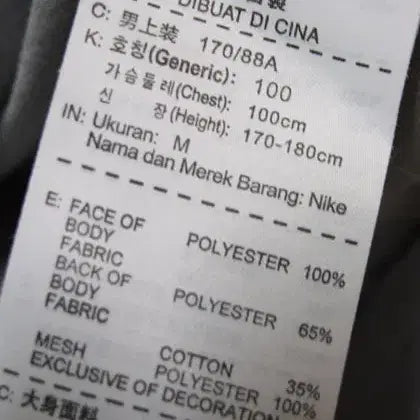 DIBUAT DI CINA
C: 男上装 170/88A
K: 호칭(Generic): 100
가슴둘레(Chest): 100cm
신 장(Height): 170-180cm
IN: Ukuran: M
Nama dan Merek Barang: Nike
E: FACE OF
BODY POLYESTER 100%
FABRIC
BACK OF
BODY POLYESTER 65%
FABRIC
COTTON 35%
MESH POLYESTER 100%
EXCLUSIVE OF DECORATION
C: 大身面料